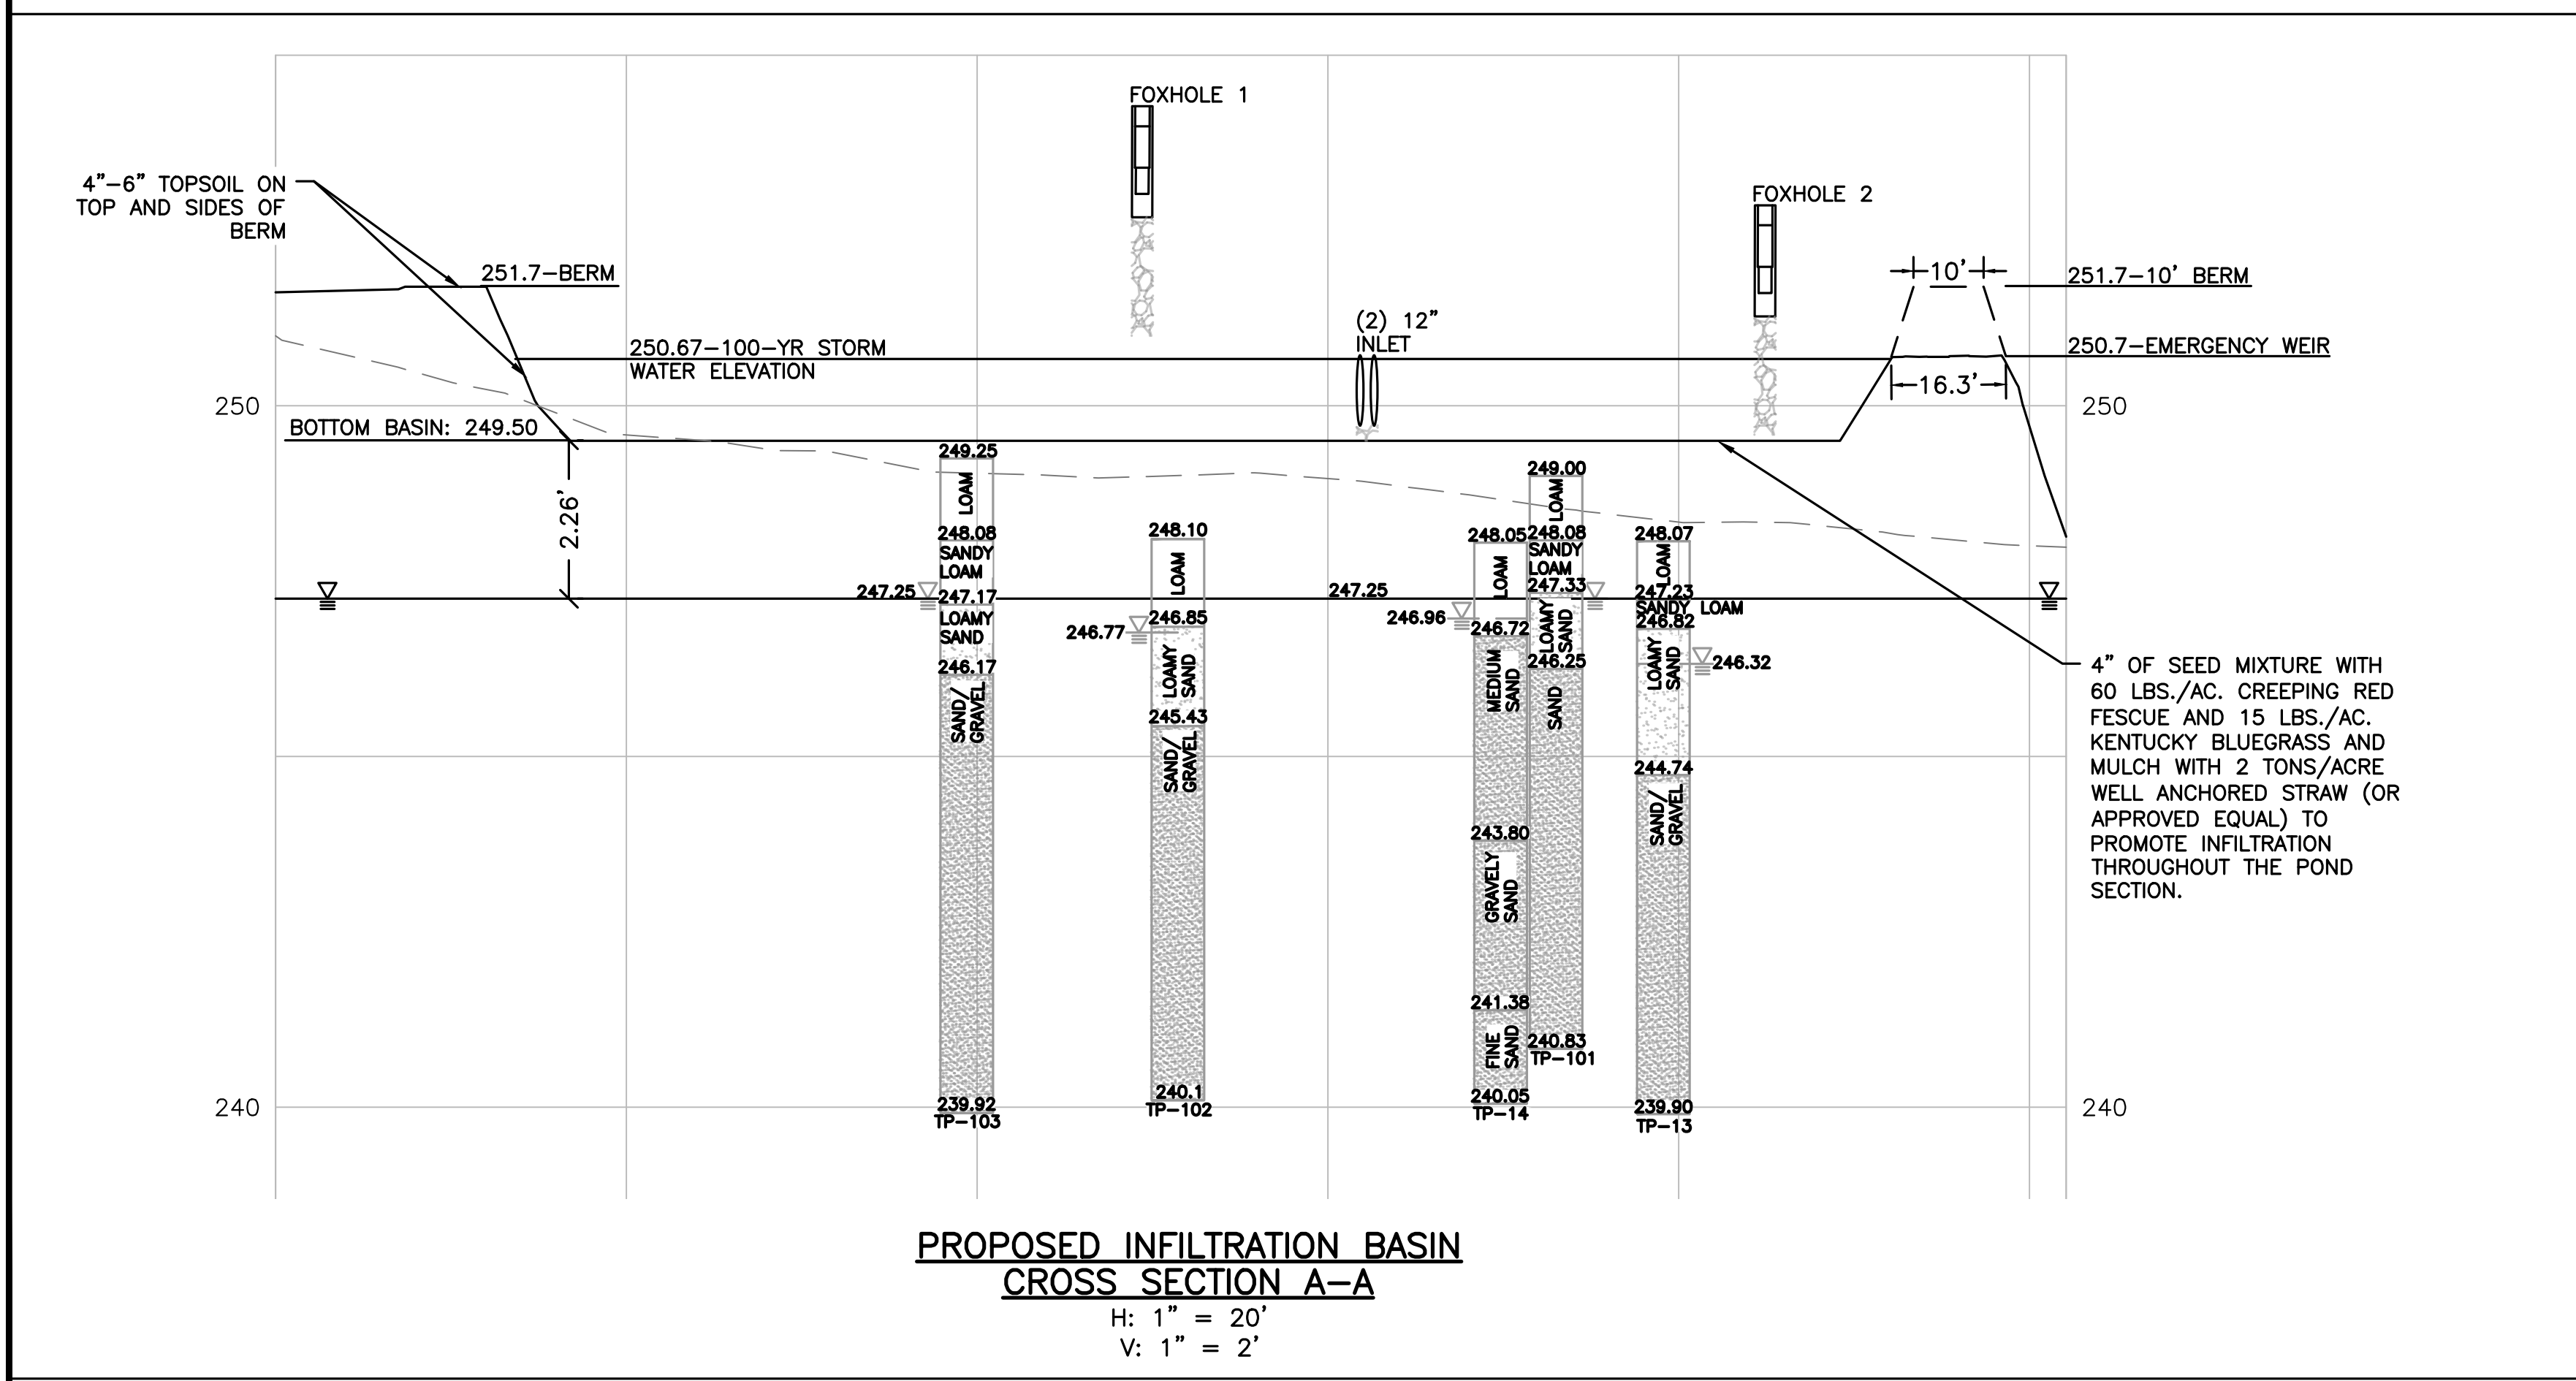 FOXHOLE 1
4"-6" TOPSOIL ON
TOP AND SIDES OF
BERM
FOXHOLE 2
251.7-BERM
10'
251.7-10' BERM
(2) 12"
INLET
250.67-100-YR STORM
WATER ELEVATION
250.7-EMERGENCY WEIR
16.3'
250
250
BOTTOM BASIN: 249.50
2.26'
249.25
LOAM
248.08
SANDY
LOAM
247.25
247.17
LOAMY
SAND
246.17
SAND/
GRAVEL
239.92
TP-103
248.10
LOAM
246.77
246.85
LOAMY
SAND
245.43
SAND/
GRAVEL
240.1
TP-102
247.25
248.05
LOAM
246.96
246.72
MEDIUM
SAND
243.80
GRAVELY
SAND
241.38
FINE
SAND
240.05
TP-14
249.00
LOAM
248.08
SANDY
LOAM
247.33
LOAMY
SAND
246.25
SAND
240.83
TP-101
248.07
LOAM
247.23
SANDY LOAM
246.82
LOAMY
SAND
246.32
244.74
SAND/
GRAVEL
239.90
TP-13
4" OF SEED MIXTURE WITH
60 LBS./AC. CREEPING RED
FESCUE AND 15 LBS./AC.
KENTUCKY BLUEGRASS AND
MULCH WITH 2 TONS/ACRE
WELL ANCHORED STRAW (OR
APPROVED EQUAL) TO
PROMOTE INFILTRATION
THROUGHOUT THE POND
SECTION.
240
240
PROPOSED INFILTRATION BASIN
CROSS SECTION A-A
H: 1" = 20'
V: 1" = 2'